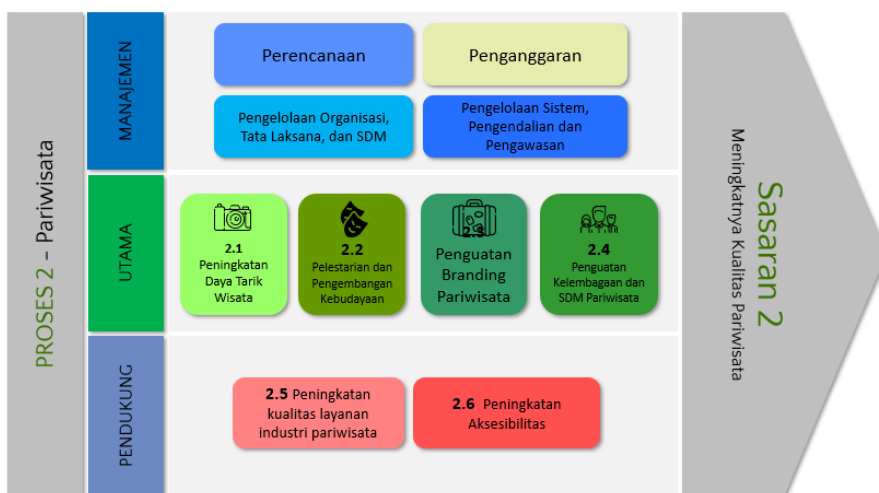 PROSES 2 – Pariwisata
MANAJEMEN
Perencanaan
Penganggaran
Pengelolaan Organisasi,
Tata Laksana, dan SDM
Pengelolaan Sistem,
Pengendalian dan
Pengawasan
UTAMA
2.1
Peningkatan
Daya Tarik
Wisata
2.2
Pelestarian dan
Pengembangan
Kebudayaan
2.3
Penguatan
Branding
Pariwisata
2.4
Penguatan
Kelembagaan dan
SDM Pariwisata
PENDUKUNG
2.5 Peningkatan
kualitas layanan
industri pariwisata
2.6 Peningkatan
Aksesibilitas
Sasaran 2
Meningkatnya Kualitas Pariwisata